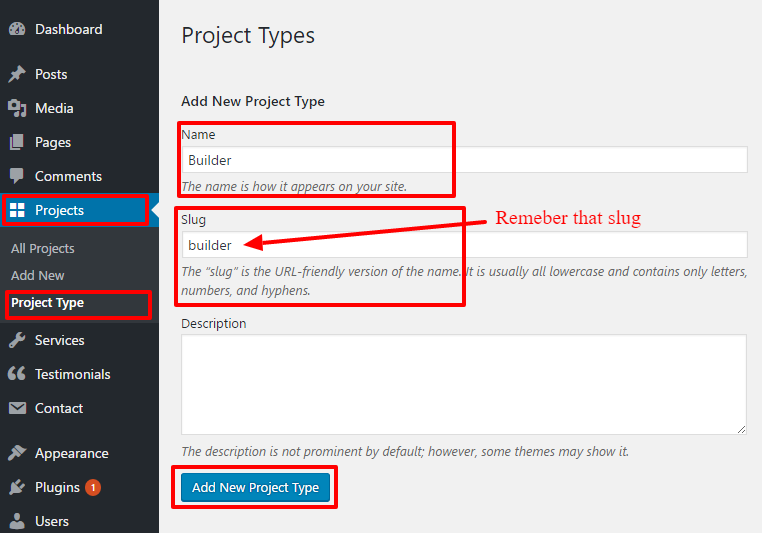 Dashboard
Posts
Media
Pages
Comments
Projects
All Projects
Add New
Project Type
Services
Testimonials
Contact
Appearance
Plugins 1
Users
Project Types
Add New Project Type
Name
Builder
The name is how it appears on your site.
Slug
Remeber that slug
builder
The "slug" is the URL-friendly version of the name. It is usually all lowercase and contains only letters,
numbers, and hyphens.
Description
The description is not prominent by default; however, some themes may show it.
Add New Project Type